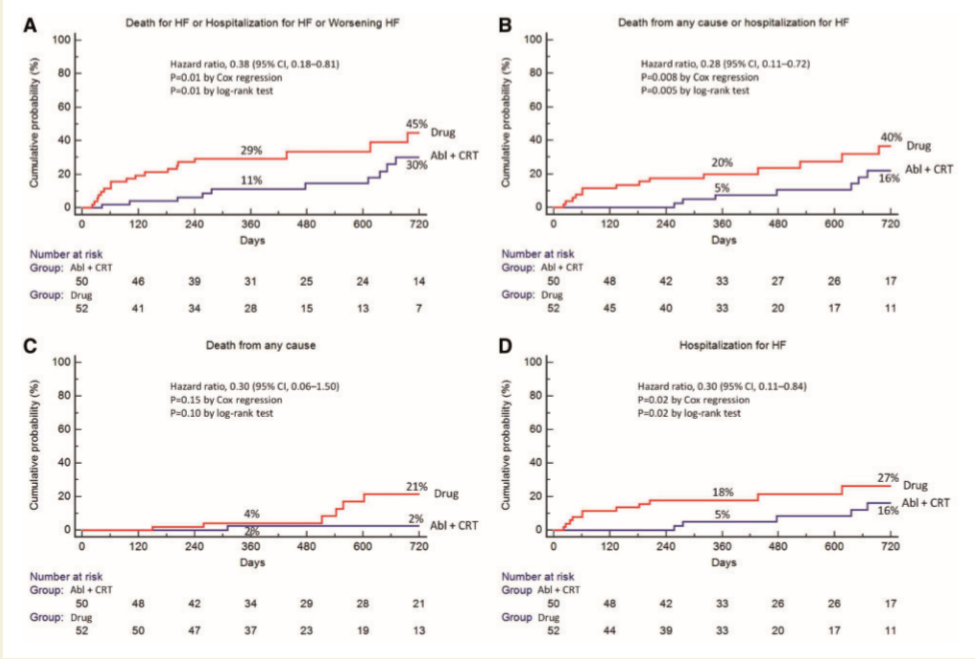 A Death for HF or Hospitalization for HF or Worsening HF
Cumulative probability (%)
100
80
60
40
20
0
Hazard ratio, 0.38 (95% CI, 0.18–0.81)
P=0.01 by Cox regression
P=0.01 by log-rank test
45% Drug
29%
Abl + CRT
30%
11%
0 120 240 360 480 600 720
Days
Number at risk
Group: Abl + CRT
50 46 39 31 25 24 14
Group: Drug
52 41 34 28 15 13 7
B Death from any cause or hospitalization for HF
Cumulative probability (%)
100
80
60
40
20
0
Hazard ratio, 0.28 (95% CI, 0.11–0.72)
P=0.008 by Cox regression
P=0.005 by log-rank test
40%
Drug
20%
Abl + CRT
16%
5%
0 120 240 360 480 600 720
Days
Number at risk
Group: Abl + CRT
50 48 42 33 27 26 17
Group: Drug
52 45 40 33 20 17 11
C Death from any cause
Cumulative probability (%)
100
80
60
40
20
0
Hazard ratio, 0.30 (95% CI, 0.06–1.50)
P=0.15 by Cox regression
P=0.10 by log-rank test
21% Drug
4%
2% Abl + CRT
2%
0 120 240 360 480 600 720
Days
Number at risk
Group: Abl + CRT
50 48 42 34 29 28 21
Group: Drug
52 50 47 37 23 19 13
D Hospitalization for HF
Cumulative probability (%)
100
80
60
40
20
0
Hazard ratio, 0.30 (95% CI, 0.11–0.84)
P=0.02 by Cox regression
P=0.02 by log-rank test
27%
Drug
18%
Abl + CRT
16%
5%
0 120 240 360 480 600 720
Days
Number at risk
Group Abl + CRT
50 48 42 33 26 26 17
Group Drug
52 44 39 33 20 17 11